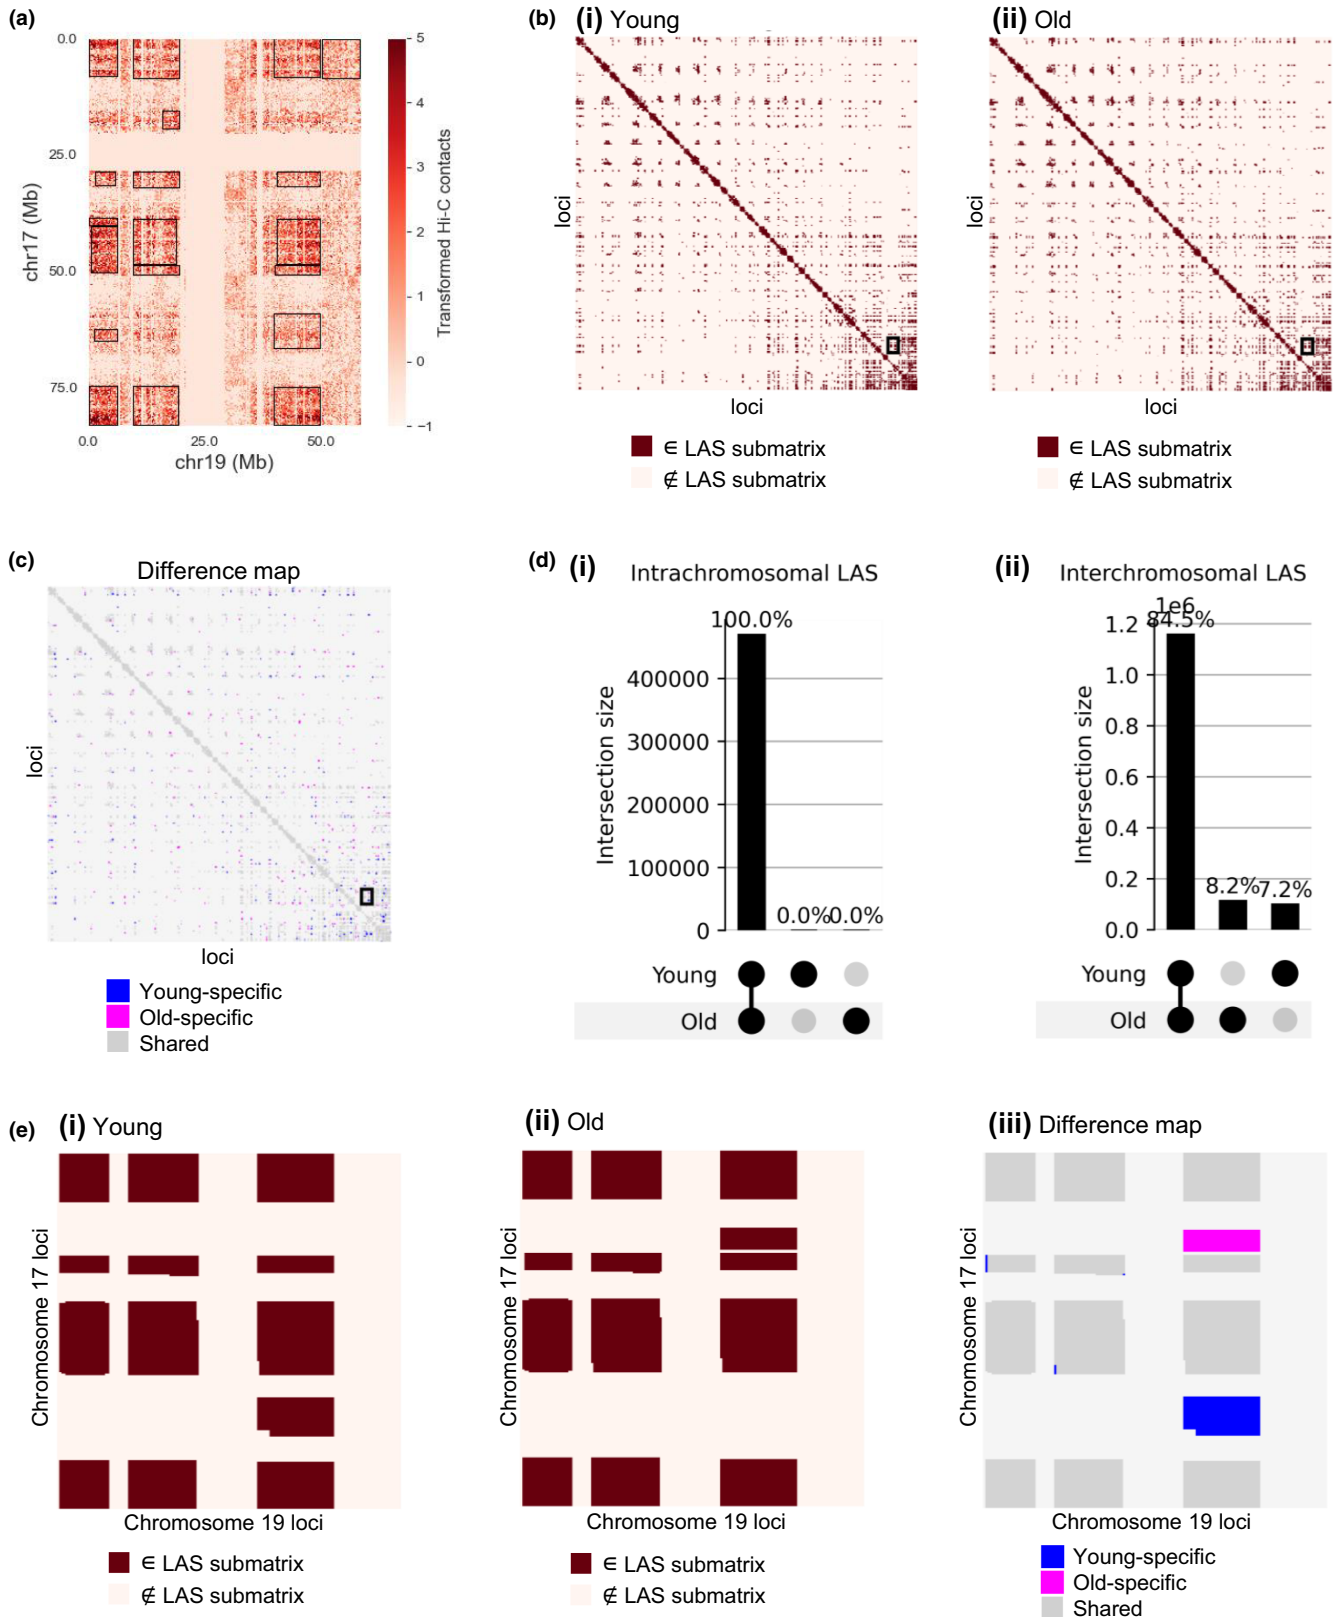 (a)
0.0
25.0
50.0
75.0
chr17 (Mb)
0.0 25.0 50.0
chr19 (Mb)
5
4
3
2
1
0
−1
Transformed Hi-C contacts
(b) (i) Young
loci
loci
∈ LAS submatrix
∉ LAS submatrix
(ii) Old
loci
loci
∈ LAS submatrix
∉ LAS submatrix
(c)
Difference map
loci
loci
Young-specific
Old-specific
Shared
(d) (i) Intrachromosomal LAS
100.0%
400000
300000
200000
100000
0
Intersection size
0.0% 0.0%
Young
Old
(ii) Interchromosomal LAS
1e6
84.5%
1.2
1.0
0.8
0.6
0.4
0.2
0.0
Intersection size
8.2% 7.2%
Young
Old
(e) (i) Young
Chromosome 17 loci
Chromosome 19 loci
∈ LAS submatrix
∉ LAS submatrix
(ii) Old
Chromosome 17 loci
Chromosome 19 loci
∈ LAS submatrix
∉ LAS submatrix
(iii) Difference map
Chromosome 17 loci
Chromosome 19 loci
Young-specific
Old-specific
Shared